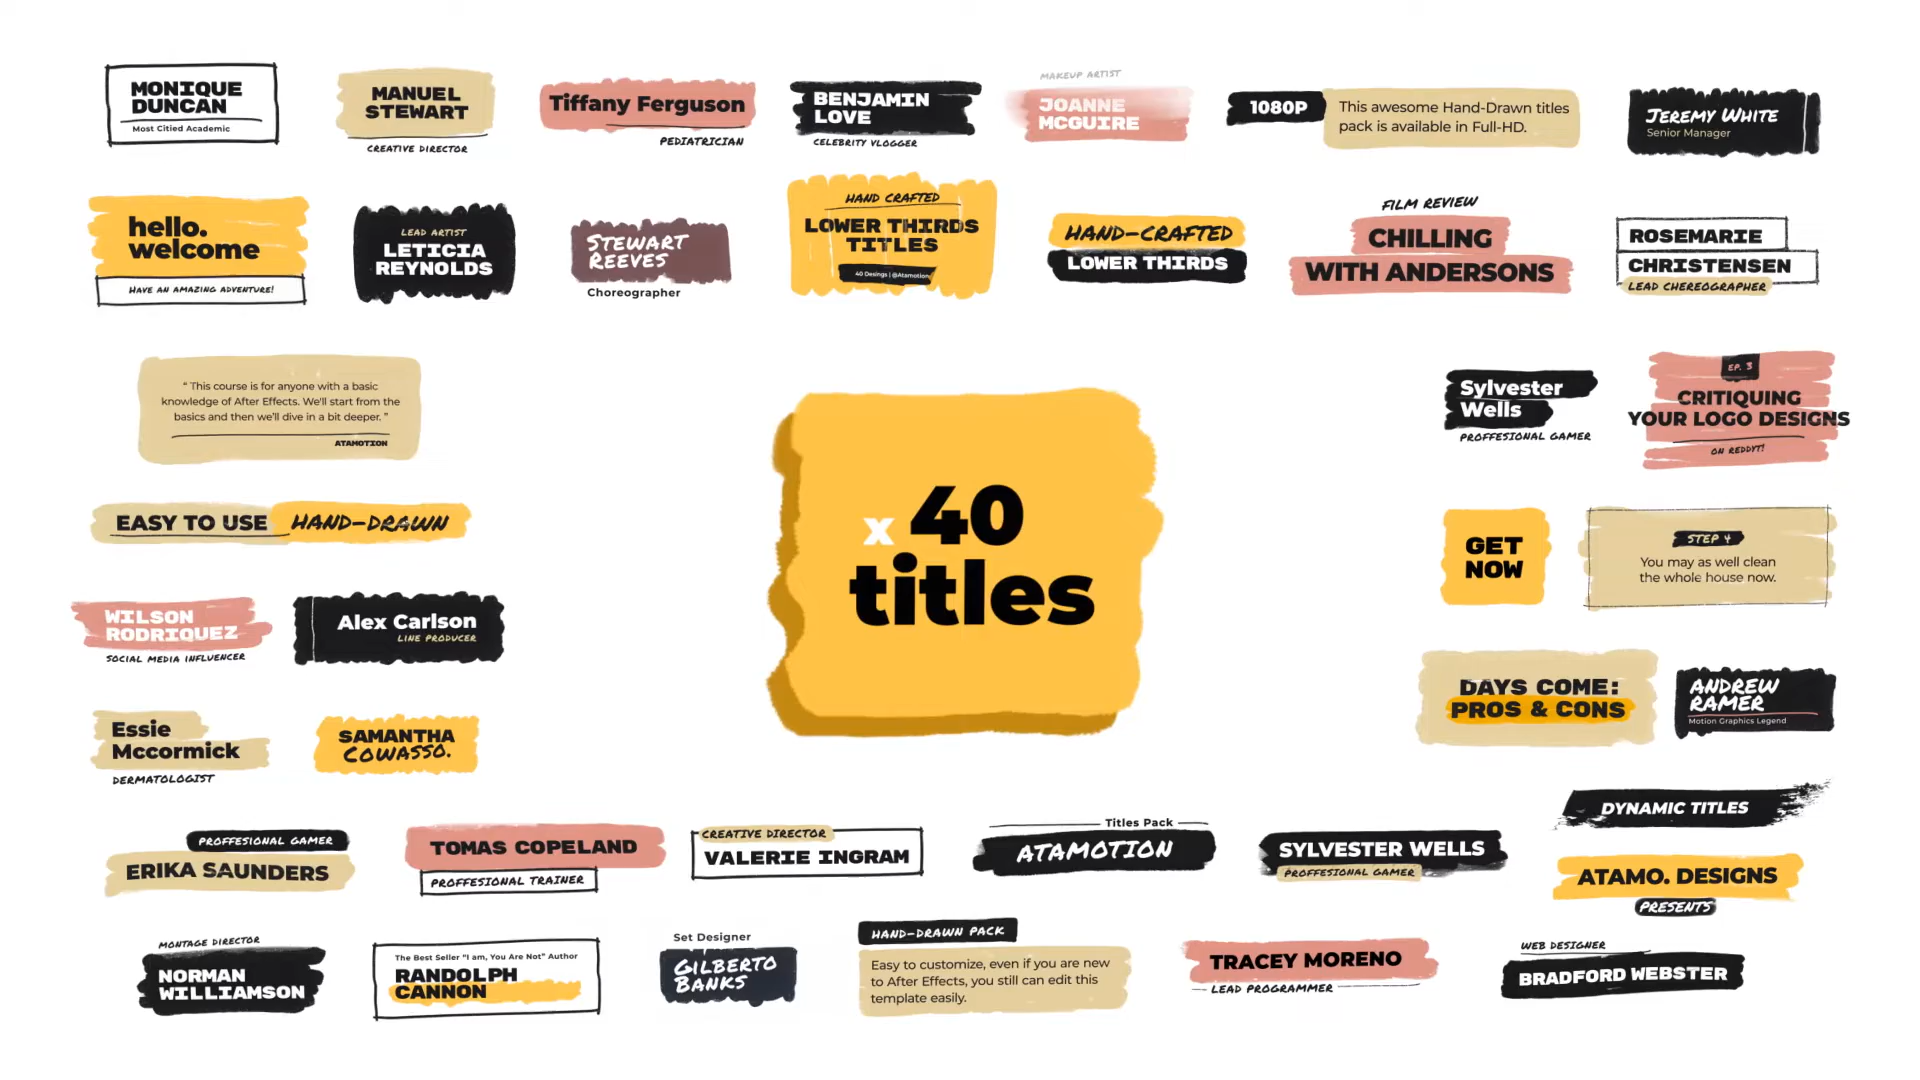 MONIQUE
DUNCAN
Most Citied Academic
MANUEL
STEWART
CREATIVE DIRECTOR
Tiffany Ferguson
PEDIATRICIAN
BENJAMIN
LOVE
CELEBRITY VLOGGER
MAKEUP ARTIST
JOANNE
MCGUIRE
1080P
This awesome Hand-Drawn titles
pack is available in Full-HD.
JEREMY WHITE
Senior Manager
hello.
welcome
HAVE AN AMAZING ADVENTURE!
LEAD ARTIST
LETICIA
REYNOLDS
STEWART
REEVES
Choreographer
HAND CRAFTED
LOWER THIRDS
TITLES
40 Desings | @Atamotion
HAND-CRAFTED
LOWER THIRDS
FILM REVIEW
CHILLING
WITH ANDERSONS
ROSEMARIE
CHRISTENSEN
LEAD CHEREOGRAPHER
“ This course is for anyone with a basic
knowledge of After Effects. We'll start from the
basics and then we'll dive in a bit deeper. ”
ATAMOTION
Sylvester
Wells
PROFFESIONAL GAMER
EP. 3
CRITIQUING
YOUR LOGO DESIGNS
ON REDDYT!
EASY TO USE HAND-DRAWN
x 40
titles
GET
NOW
STEP 4
You may as well clean
the whole house now.
WILSON
RODRIQUEZ
SOCIAL MEDIA INFLUENCER
Alex Carlson
LINE PRODUCER
DAYS COME:
PROS & CONS
ANDREW
RAMER
Motion Graphics Legend
Essie
Mccormick
DERMATOLOGIST
SAMANTHA
COWASSO.
DYNAMIC TITLES
PROFFESIONAL GAMER
ERIKA SAUNDERS
TOMAS COPELAND
PROFFESIONAL TRAINER
CREATIVE DIRECTOR
VALERIE INGRAM
Titles Pack
ATAMOTION
SYLVESTER WELLS
PROFFESIONAL GAMER
ATAMO. DESIGNS
PRESENTS
MONTAGE DIRECTOR
NORMAN
WILLIAMSON
The Best Seller “I am, You Are Not” Author
RANDOLPH
CANNON
Set Designer
GILBERTO
BANKS
HAND-DRAWN PACK
Easy to customize, even if you are new
to After Effects, you still can edit this
template easily.
TRACEY MORENO
LEAD PROGRAMMER
WEB DESIGNER
BRADFORD WEBSTER